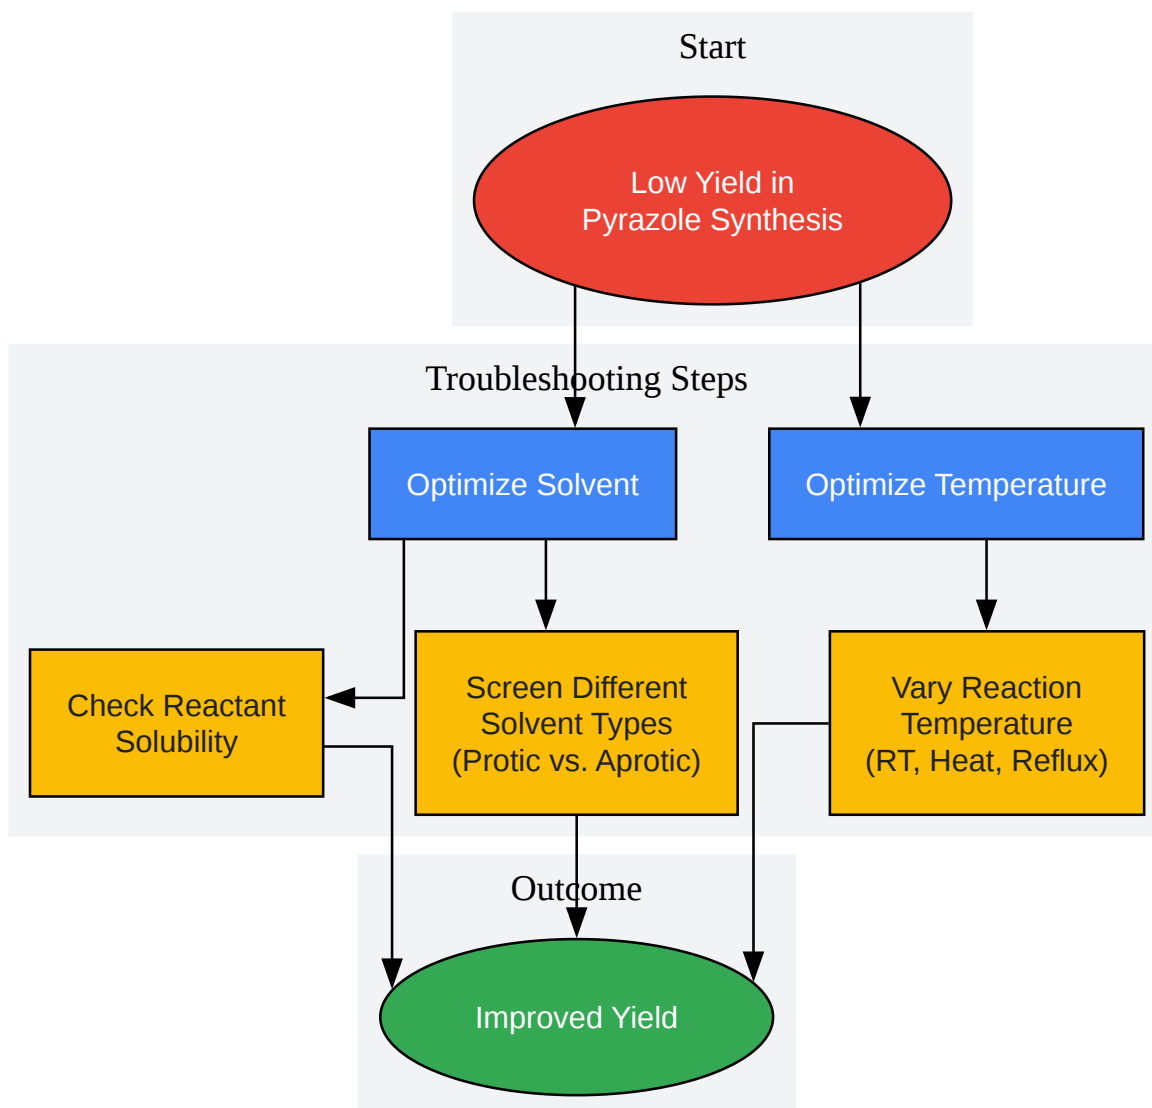 Start
Low Yield in
Pyrazole Synthesis
Troubleshooting Steps
Optimize Solvent
Optimize Temperature
Check Reactant
Solubility
Screen Different
Solvent Types
(Protic vs. Aprotic)
Vary Reaction
Temperature
(RT, Heat, Reflux)
Outcome
Improved Yield